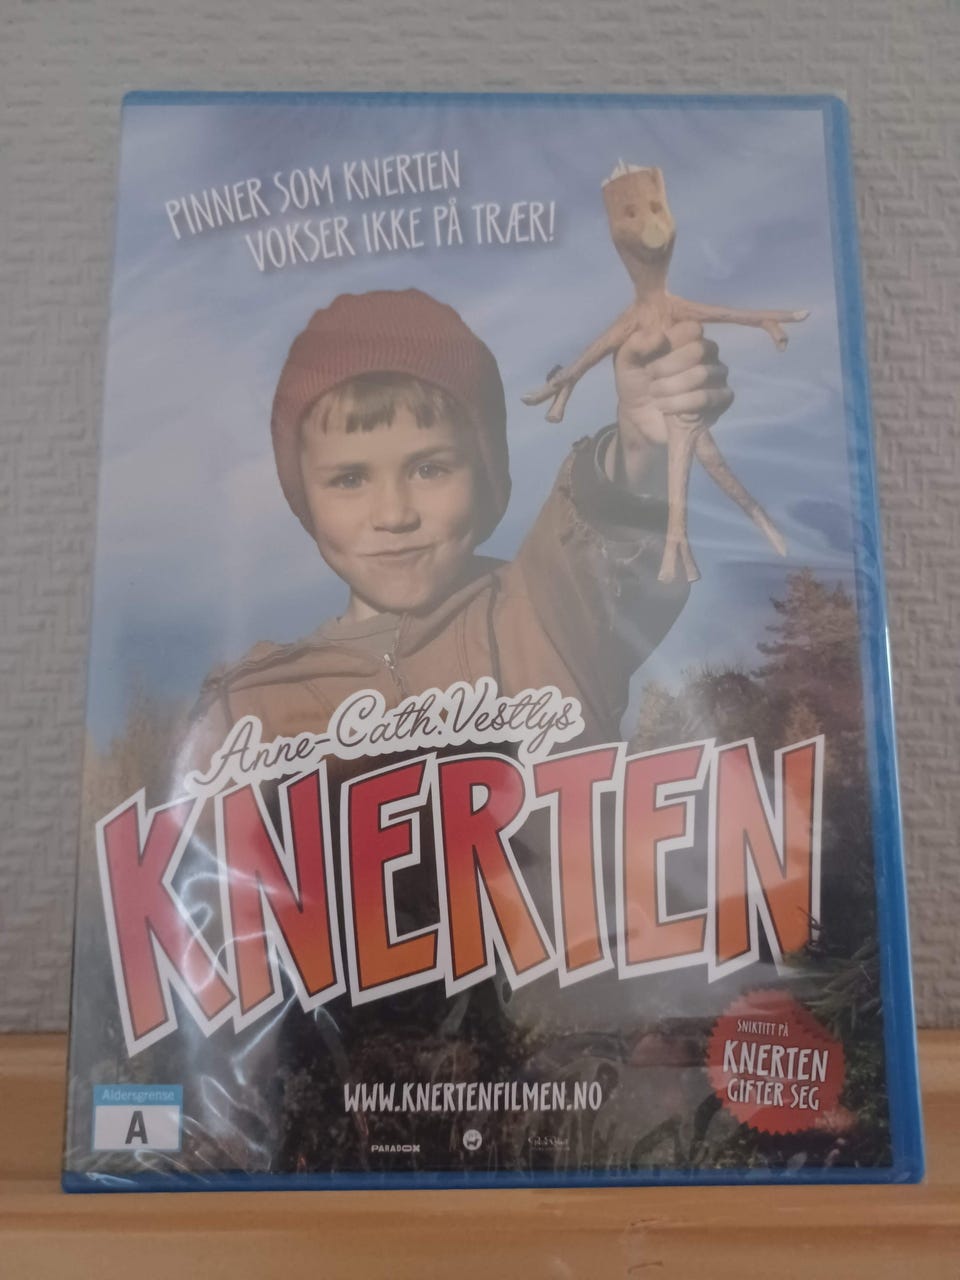 PINNER SOM KNERTEN
VOKSER IKKE PÅ TRÆR!
Anne-Cath. Vestlys
KNERTEN
SNIKTITT PÅ
KNERTEN
GIFTER SEG
Aldersgrense
A
WWW.KNERTENFILMEN.NO
PARADOX